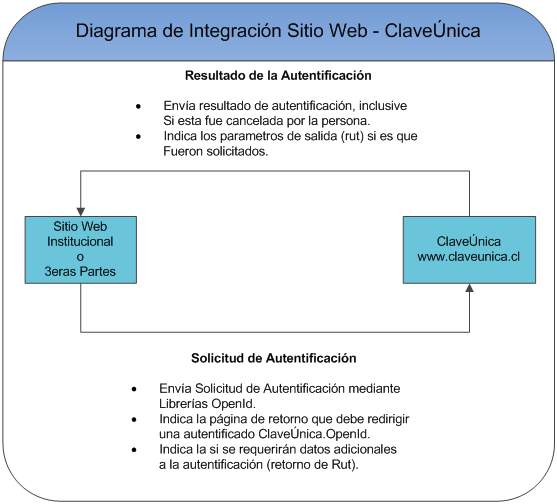 Diagrama de Integración Sitio Web - ClaveÚnica
Resultado de la Autentificación
• Envía resultado de autentificación, inclusive
Si esta fue cancelada por la persona.
• Indica los parametros de salida (rut) si es que
Fueron solicitados.
Sitio Web
Institucional
o
3eras Partes
ClaveÚnica
www.claveunica.cl
Solicitud de Autentificación
• Envía Solicitud de Autentificación mediante
Librerías OpenId.
• Indica la página de retorno que debe redirigir
una autentificado ClaveÚnica.OpenId.
• Indica la si se requerirán datos adicionales
a la autentificación (retorno de Rut).